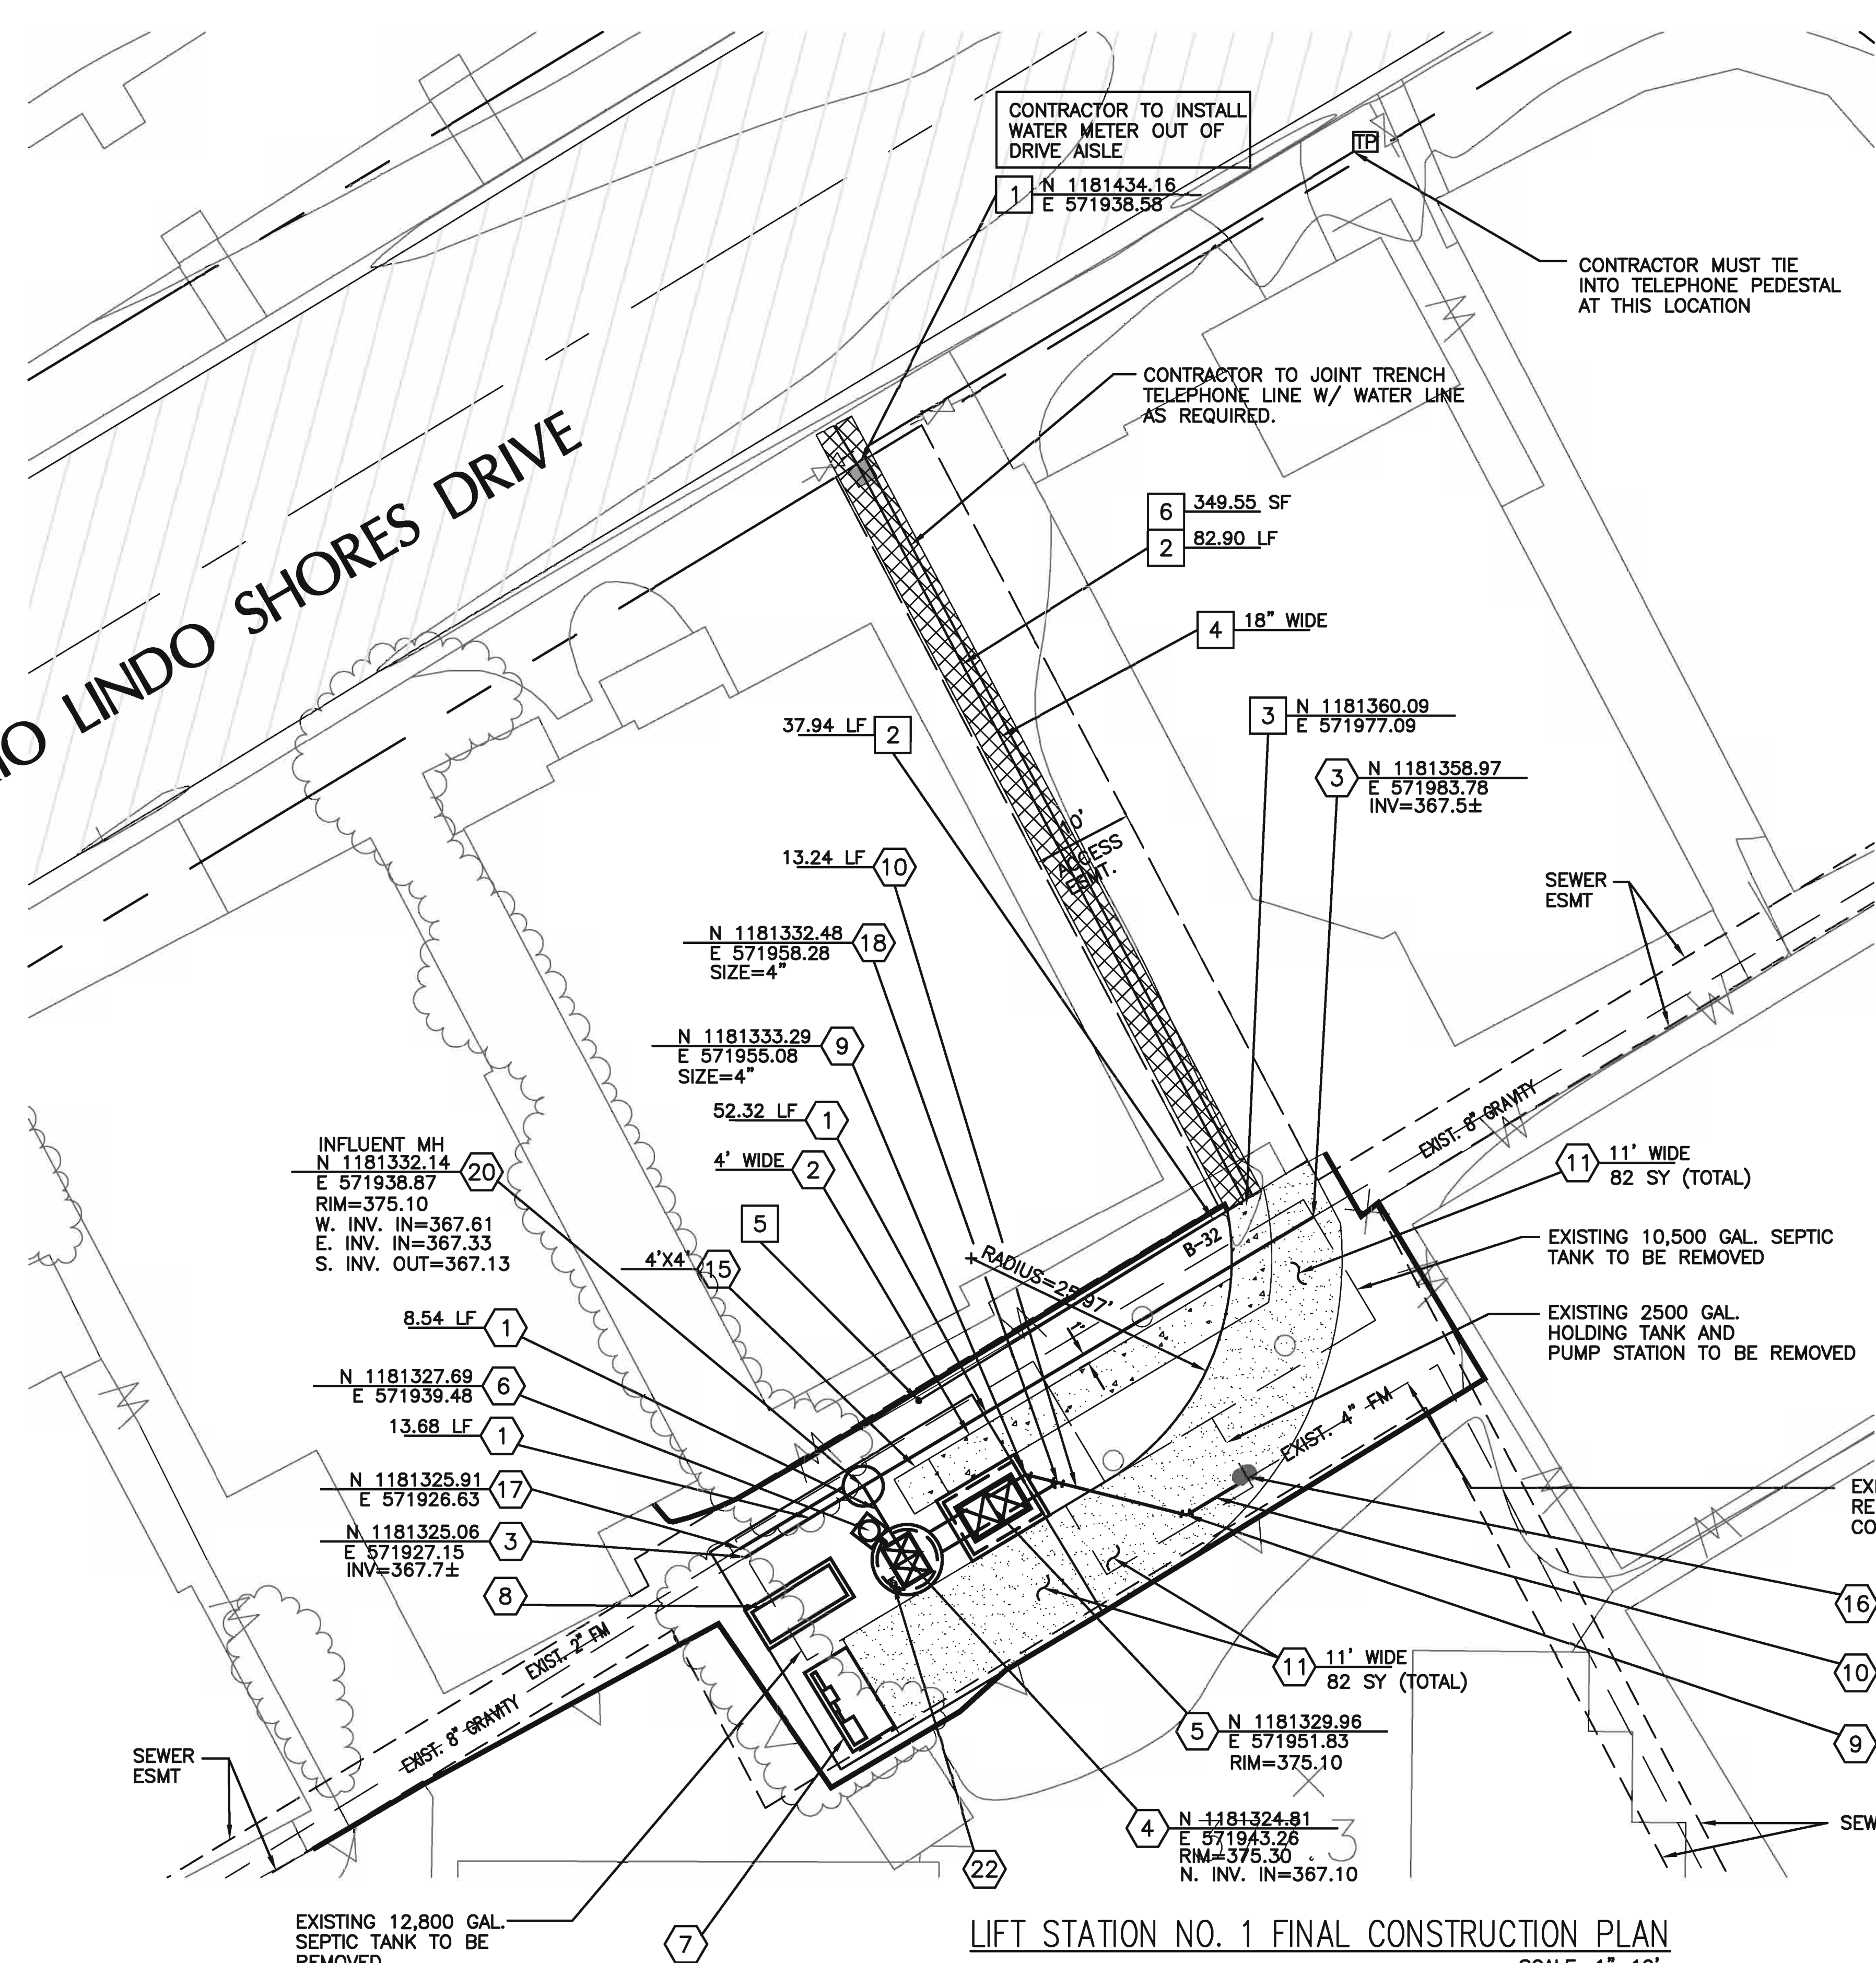 CONTRACTOR TO INSTALL
WATER METER OUT OF
DRIVE AISLE
1
N 1181434.16
E 571938.58
TP
CONTRACTOR MUST TIE
INTO TELEPHONE PEDESTAL
AT THIS LOCATION
CONTRACTOR TO JOINT TRENCH
TELEPHONE LINE W/ WATER LINE
AS REQUIRED.
LINDO SHORES DRIVE
6 349.55 SF
2 82.90 LF
4 18" WIDE
37.94 LF 2
3 N 1181360.09
E 571977.09
3 N 1181358.97
E 571983.78
INV=367.5±
10'
ACCESS
ESMT.
13.24 LF 10
SEWER
ESMT
N 1181332.48 18
E 571958.28
SIZE=4"
N 1181333.29 9
E 571955.08
SIZE=4"
52.32 LF 1
4' WIDE 2
EXIST. 8" GRAVITY
INFLUENT MH
N 1181332.14 20
E 571938.87
RIM=375.10
W. INV. IN=367.61
E. INV. IN=367.33
S. INV. OUT=367.13
11 11' WIDE
82 SY (TOTAL)
5
B-32
EXISTING 10,500 GAL. SEPTIC
TANK TO BE REMOVED
4'X4' 15
RADIUS=25.97'
1'
8.54 LF 1
EXISTING 2500 GAL.
HOLDING TANK AND
PUMP STATION TO BE REMOVED
N 1181327.69 6
E 571939.48
13.68 LF 1
EXIST. 4" FM
N 1181325.91 17
E 571926.63
N 1181325.06 3
E 571927.15
INV=367.7±
8
16
EXIST. 2" FM
11 11' WIDE
82 SY (TOTAL)
10
EXIST. 8" GRAVITY
5 N 1181329.96
E 571951.83
RIM=375.10
9
SEWER
ESMT
4 N 1181324.81
E 571943.26
RIM=375.30
N. INV. IN=367.10
3
22
EXISTING 12,800 GAL.
SEPTIC TANK TO BE
REMOVED
7
LIFT STATION NO. 1 FINAL CONSTRUCTION PLAN